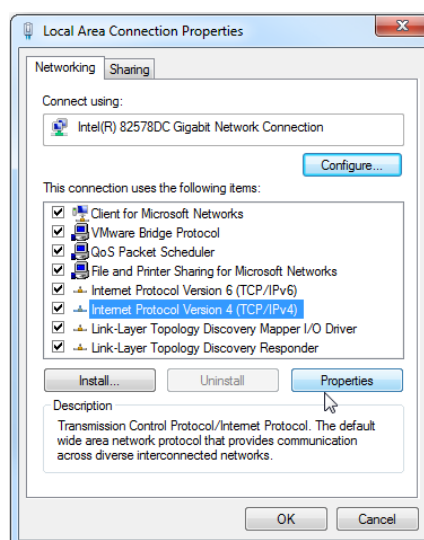 Local Area Connection Properties
Networking
Sharing
Connect using:
Intel(R) 82578DC Gigabit Network Connection
Configure...
This connection uses the following items:
Client for Microsoft Networks
VMware Bridge Protocol
QoS Packet Scheduler
File and Printer Sharing for Microsoft Networks
Internet Protocol Version 6 (TCP/IPv6)
Internet Protocol Version 4 (TCP/IPv4)
Link-Layer Topology Discovery Mapper I/O Driver
Link-Layer Topology Discovery Responder
Install...
Uninstall
Properties
Description
Transmission Control Protocol/Internet Protocol. The default
wide area network protocol that provides communication
across diverse interconnected networks.
OK
Cancel